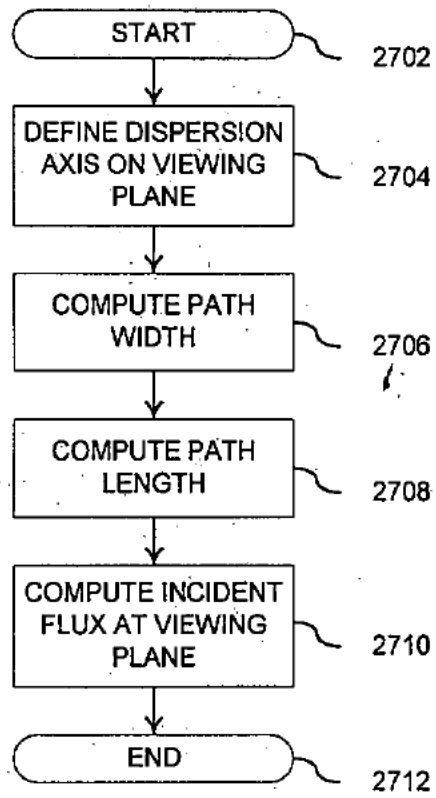 START
2702
DEFINE DISPERSION
AXIS ON VIEWING
PLANE
2704
COMPUTE PATH
WIDTH
2706
COMPUTE PATH
LENGTH
2708
COMPUTE INCIDENT
FLUX AT VIEWING
PLANE
2710
END
2712